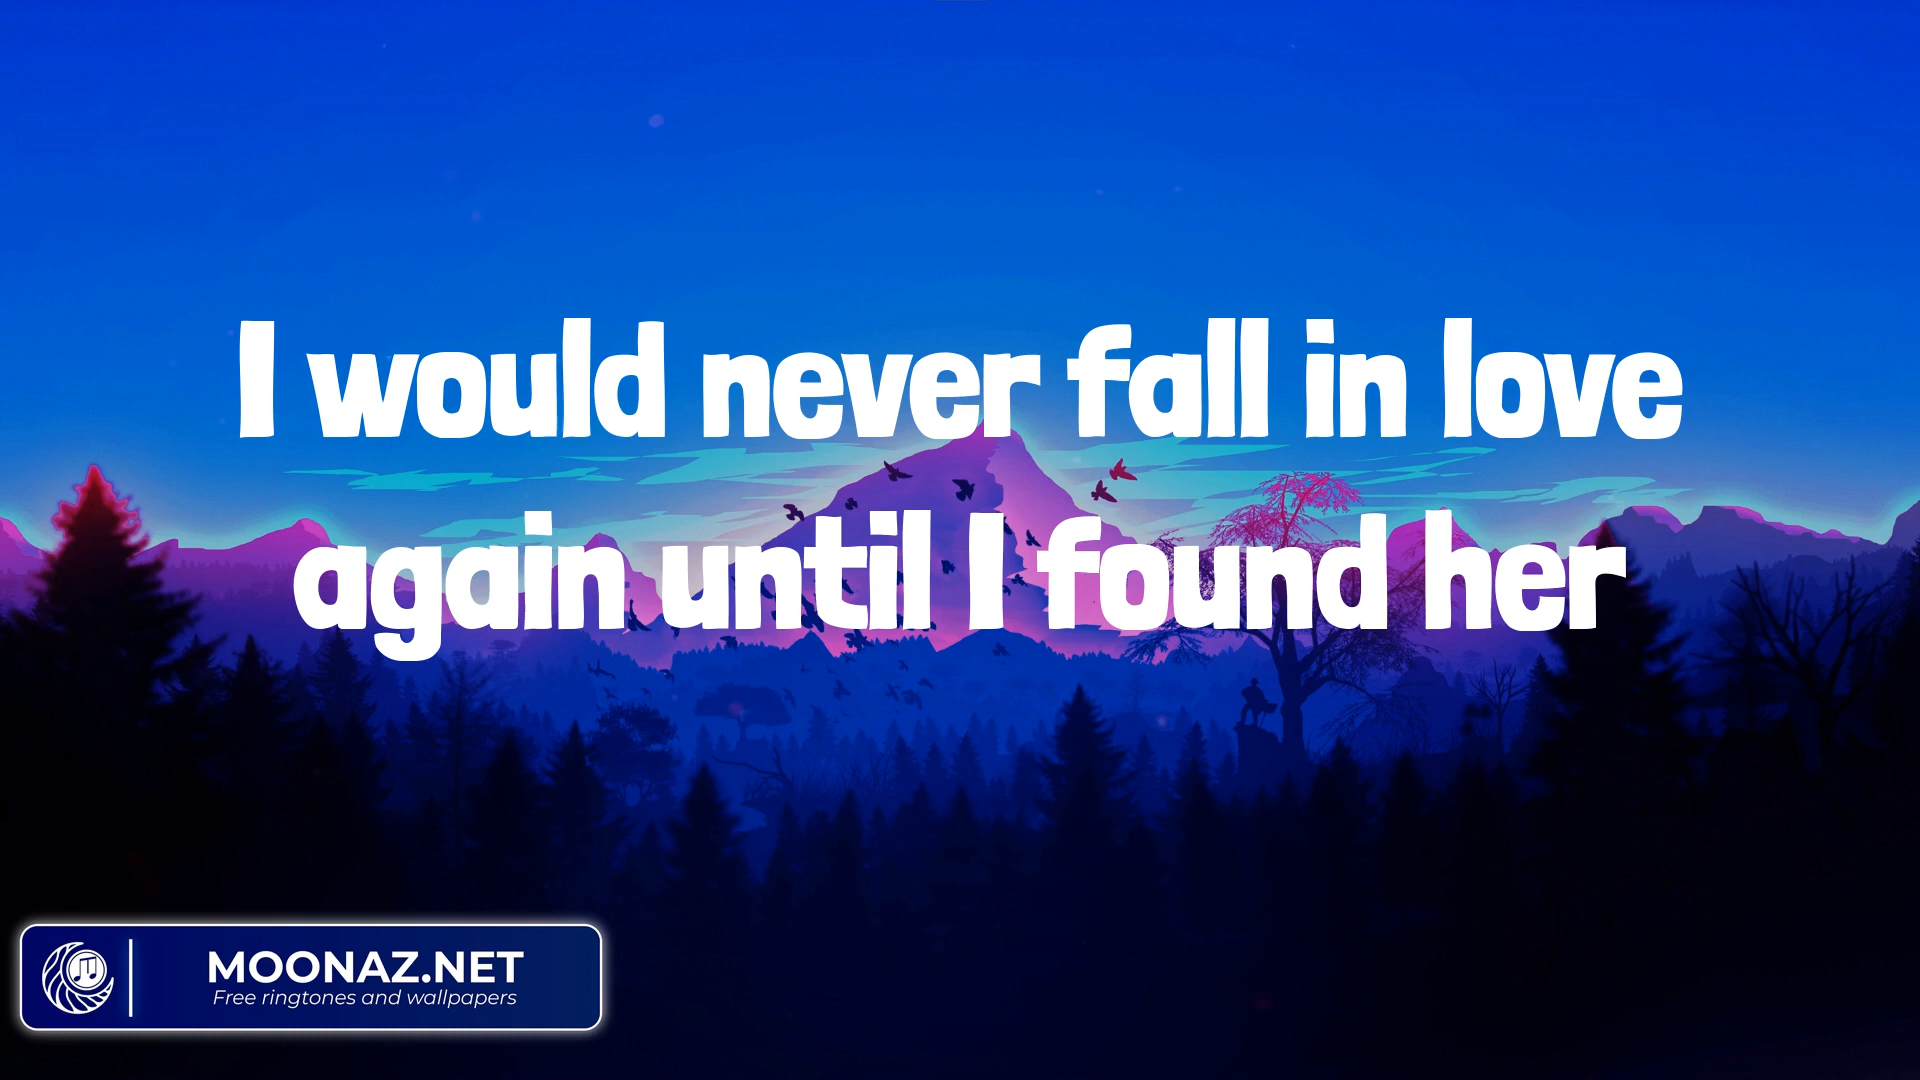 I would never fall in love
again until I found her
MOONAZ.NET
Free ringtones and wallpapers